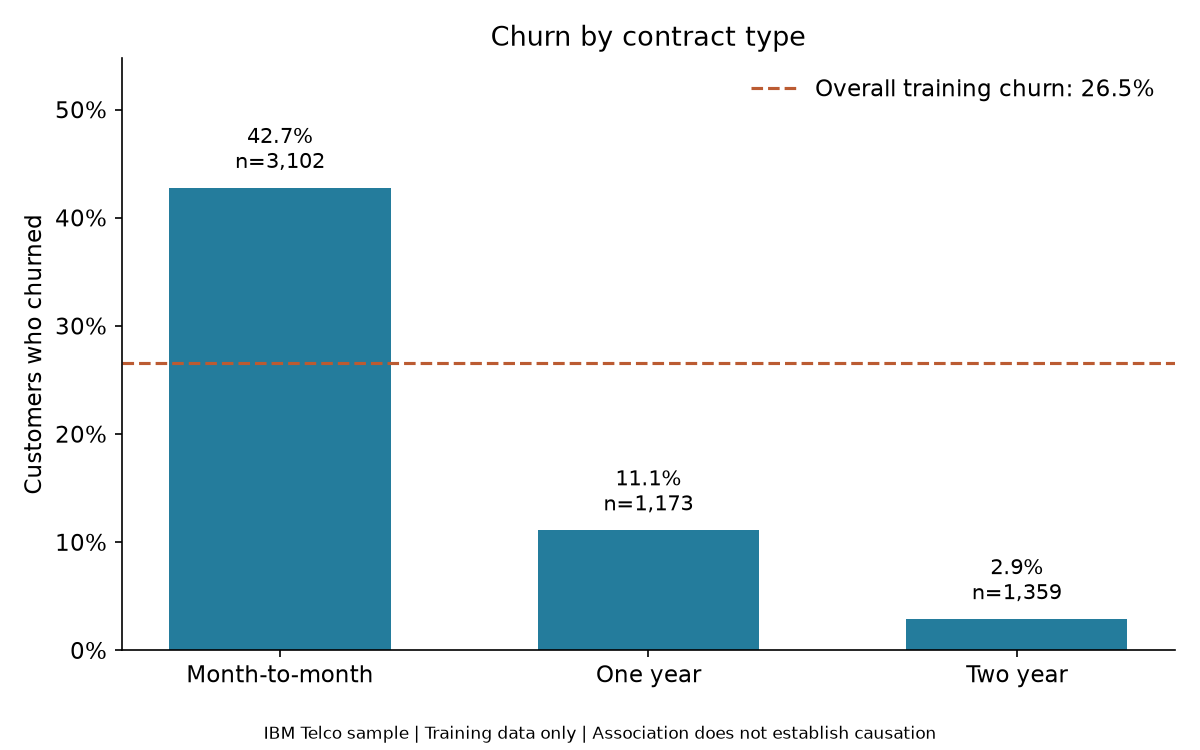 Churn by contract type
Overall training churn: 26.5%
Customers who churned
50%
40%
30%
20%
10%
0%
42.7%
n=3,102
11.1%
n=1,173
2.9%
n=1,359
Month-to-month
One year
Two year
IBM Telco sample | Training data only | Association does not establish causation